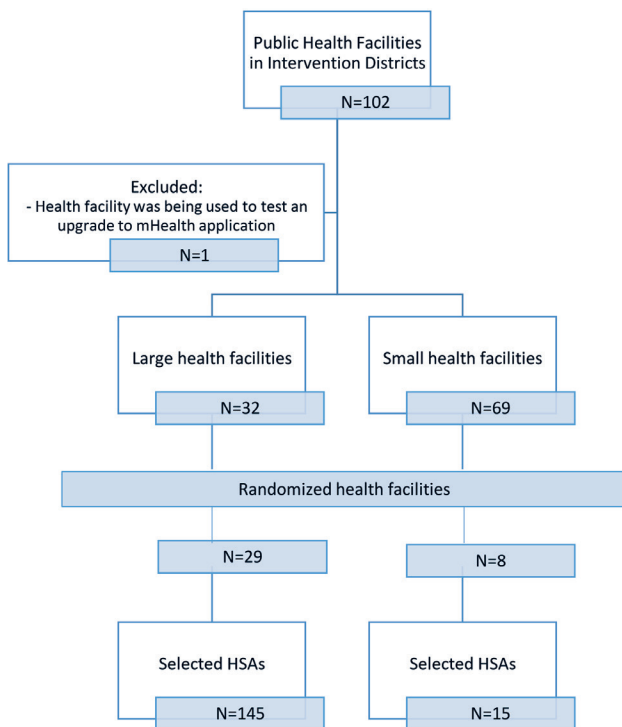 Public Health Facilities
in Intervention Districts
N=102
Excluded:
- Health facility was being used to test an
upgrade to mHealth application
N=1
Large health facilities
N=32
Small health facilities
N=69
Randomized health facilities
N=29
N=8
Selected HSAs
N=145
Selected HSAs
N=15